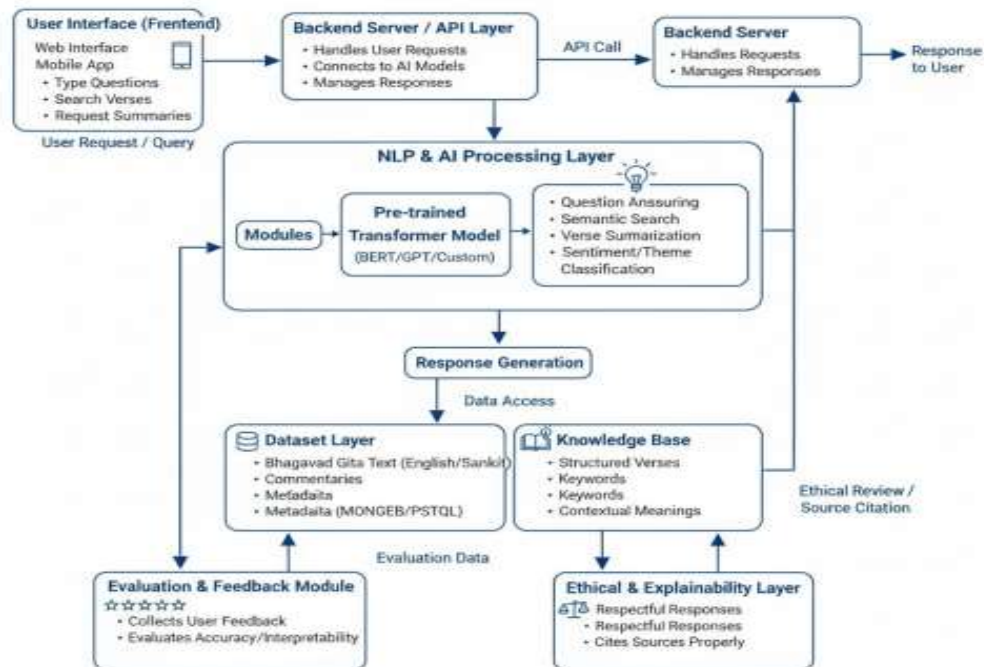 User Interface (Frentend)
Web Interface
Mobile App
• Type Questions
• Search Verses
• Request Summaries
User Request / Query
Backend Server / API Layer
• Handles User Requests
• Connects to AI Models
• Manages Responses
API Call
Backend Server
• Handles Requests
• Manages Responses
Response
to User
NLP & AI Processing Layer
Modules
Pre-trained
Transformer Model
(BERT/GPT/Custom)
• Question Anssuring
• Semantic Search
• Verse Sumarization
• Sentiment/Theme
Classification
Response Generation
Data Access
Dataset Layer
• Bhagavad Gita Text (English/Sankit)
• Commentaries
• Metadaita
• Metadaita (MONGEB/PSTQL)
Knowledge Base
• Structured Verses
• Keywords
• Keywords
• Contextual Meanings
Ethical Review /
Source Citation
Evaluation Data
Evaluation & Feedback Module
• Collects User Feedback
• Evaluates Accuracy/Interpretability
Ethical & Explainability Layer
Respectful Responses
• Respectful Responses
• Cites Sources Properly